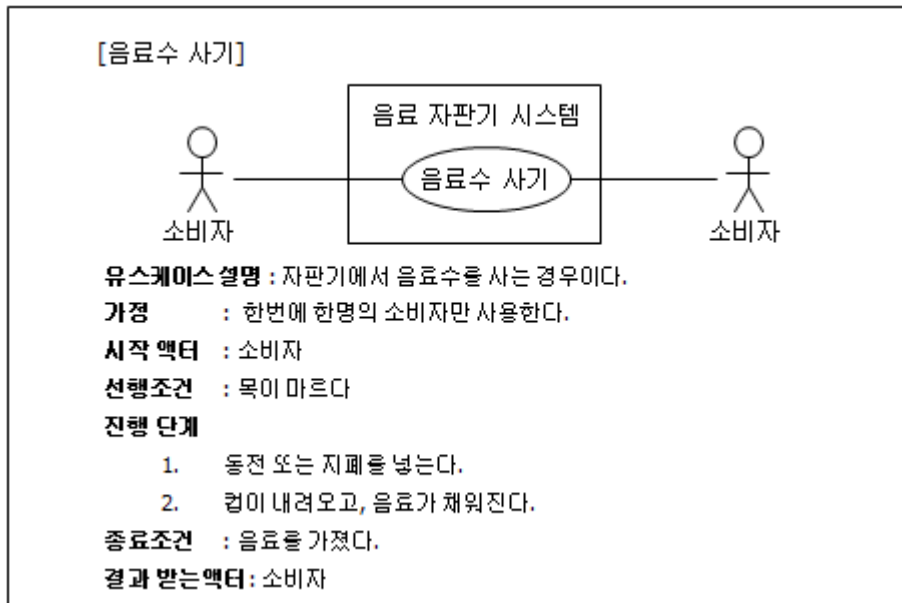 [음료수 사기]
음료 자판기 시스템
음료수 사기
소비자 소비자
유스케이스 설명 : 자판기에서 음료수를 사는 경우이다.
가정 : 한번에 한명의 소비자만 사용한다.
시작 액터 : 소비자
선행조건 : 목이 마르다
진행 단계
1. 동전 또는 지폐를 넣는다.
2. 컵이 내려오고, 음료가 채워진다.
종료조건 : 음료를 가졌다.
결과 받는액터 : 소비자